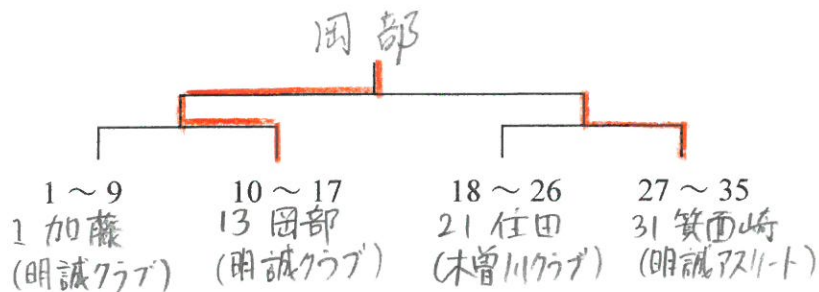 岡部
1～9 10～17 18～26 27～35
1 加藤 13 岡部 21 住田 31 箕面崎
(明誠クラブ) (明誠クラブ) (木曽川クラブ) (明誠アスリート)